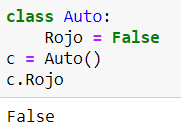 class Auto:
    Rojo = False
c = Auto()
c.Rojo
False